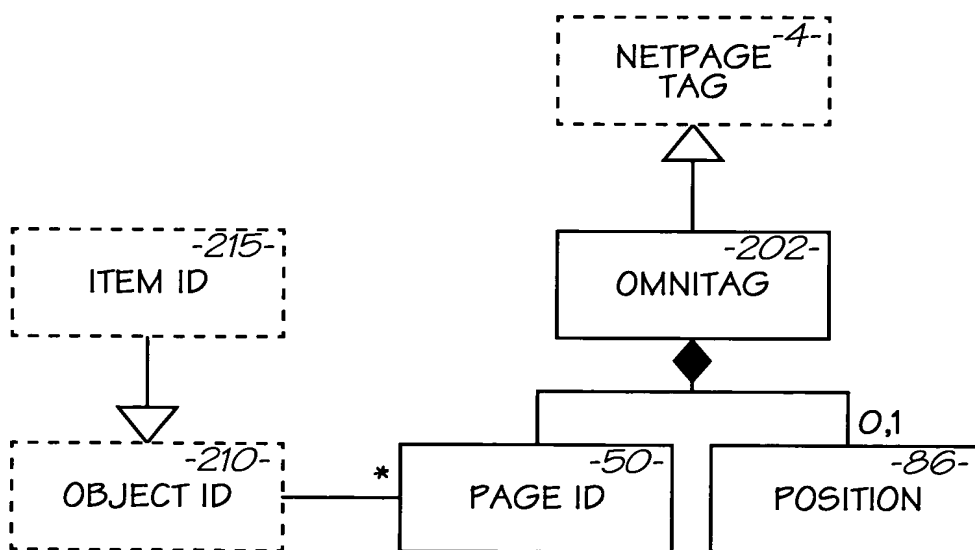 -4-
NETPAGE
TAG
-215-
ITEM ID
-202-
OMNITAG
0,1
-210-
OBJECT ID
*
-50-
PAGE ID
-86-
POSITION